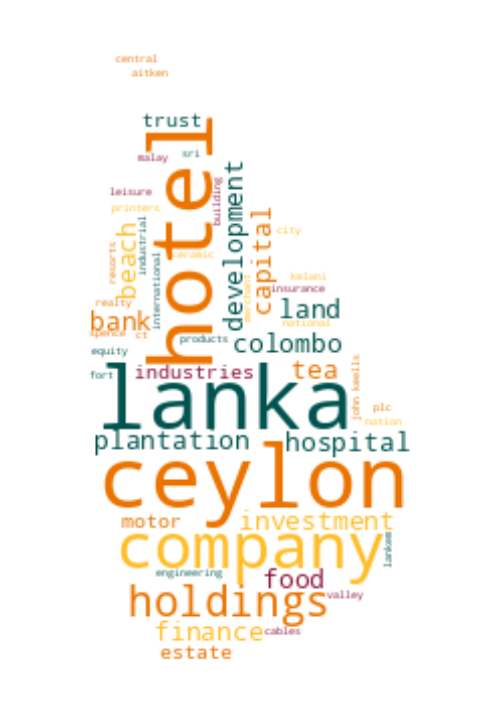 central
aitken
trust
hotel
malay
sri
development
leisure
building
printers
capital
industrial
beach
city
resorts
international
ceramic
kelani
merchant
insurance
realty
land
bank
national
spence
ct
products
colombo
equity
fort
industries
tea
lanka
john keells
plc
nation
plantation
hospital
ceylon
motor
investment
company
lankem
engineering
food
holdings
valley
finance
cables
estate